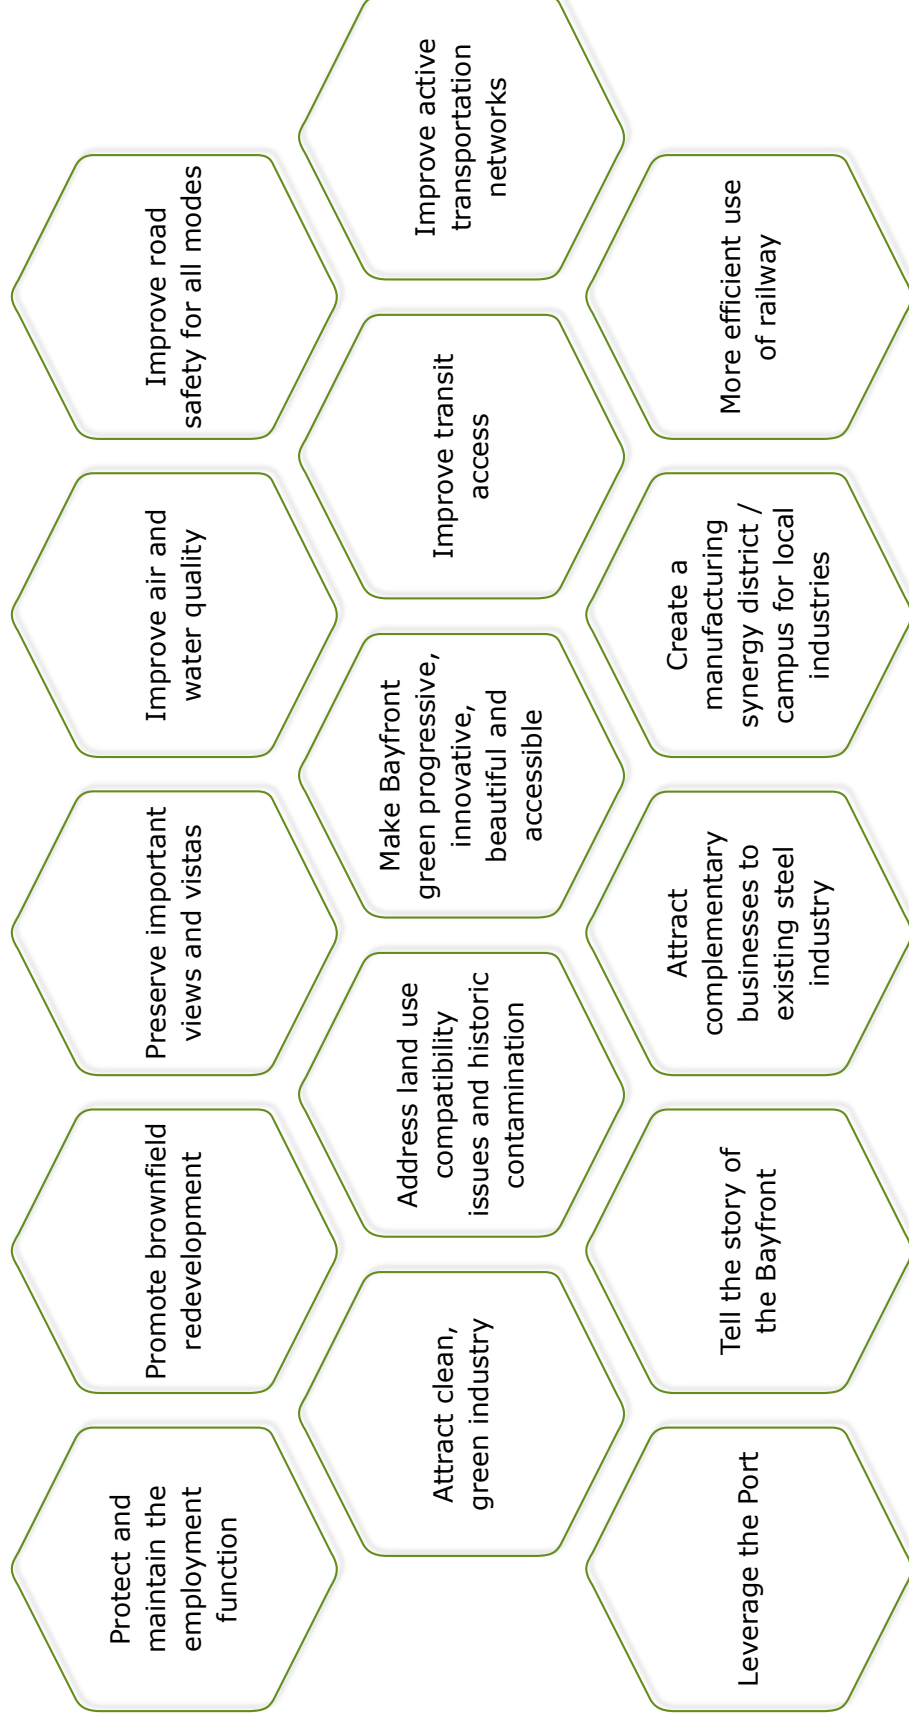 Protect and
maintain the
employment
function
Promote brownfield
redevelopment
Preserve important
views and vistas
Improve air and
water quality
Improve road
safety for all modes
Attract clean,
green industry
Address land use
compatibility
issues and historic
contamination
Make Bayfront
green progressive,
innovative,
beautiful and
accessible
Improve transit
access
Improve active
transportation
networks
Leverage the Port
Tell the story of
the Bayfront
Attract
complementary
businesses to
existing steel
industry
Create a
manufacturing
synergy district /
campus for local
industries
More efficient use
of railway